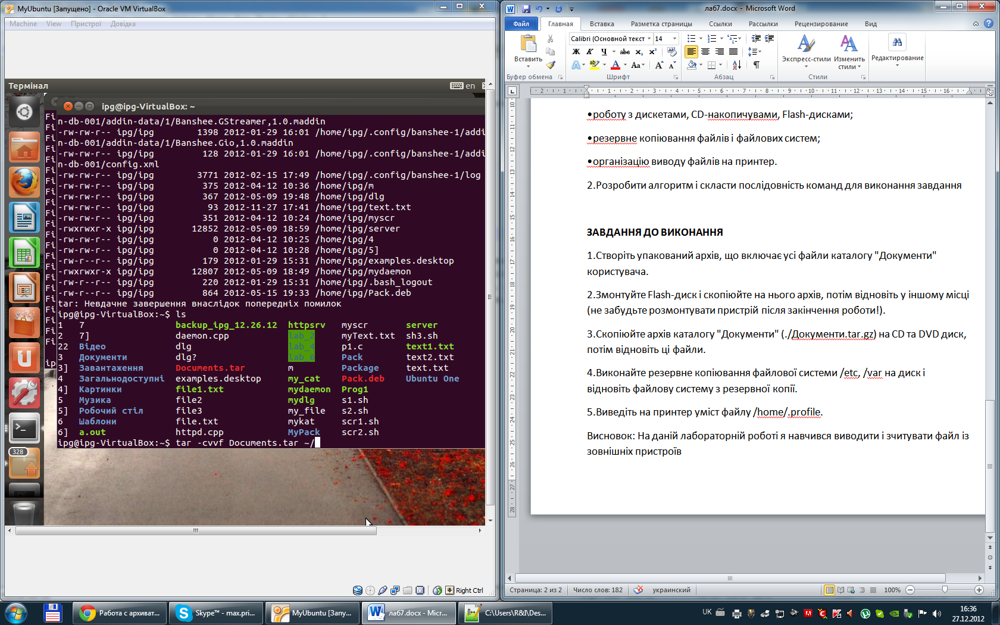 MyUbuntu [Запущено] - Oracle VM VirtualBox
Machine View Пристрої Довідка
Термінал
en
ipg@ipg-VirtualBox: ~
n-db-001/addin-data/1/Banshee.GStreamer,1.0.maddin
-rw-rw-r-- ipg/ipg 1398 2012-01-29 16:01 /home/ipg/.config/banshee-1/addi
n-db-001/addin-data/1/Banshee.Gio,1.0.maddin
-rw-rw-r-- ipg/ipg 128 2012-01-29 16:01 /home/ipg/.config/banshee-1/addi
n-db-001/config.xml
-rw-rw-r-- ipg/ipg 3771 2012-02-15 17:49 /home/ipg/.config/banshee-1/log
-rw-rw-r-- ipg/ipg 375 2012-04-12 10:36 /home/ipg/m
-rw-rw-r-- ipg/ipg 367 2012-05-09 19:48 /home/ipg/dlg
-rw-rw-r-- ipg/ipg 93 2012-11-27 17:41 /home/ipg/text.txt
-rw-rw-r-- ipg/ipg 351 2012-04-12 10:24 /home/ipg/myscr
-rwxrwxr-x ipg/ipg 12852 2012-05-09 18:59 /home/ipg/server
-rw-rw-r-- ipg/ipg 0 2012-04-12 10:25 /home/ipg/4
-rw-rw-r-- ipg/ipg 0 2012-04-12 10:28 /home/ipg/5]
-rw-r--r-- ipg/ipg 179 2012-01-29 15:31 /home/ipg/examples.desktop
-rwxrwxr-x ipg/ipg 12807 2012-05-09 18:49 /home/ipg/mydaemon
-rw-r--r-- ipg/ipg 220 2012-01-29 15:31 /home/ipg/.bash_logout
-rw-r--r-- ipg/ipg 864 2012-05-15 19:33 /home/ipg/Pack.deb
tar: Невдачне завершення внаслідок попередніх помилок
ipg@ipg-VirtualBox:~$ ls
1 7 backup_ipg_12.26.12 httpsrv myscr server
2 7] daemon.cpp lab_2 myText.txt sh3.sh
22 Відео dlg lab_4 p1.c text1.txt
3 Документи dlg? lab_6 Pack text2.txt
3] Завантаження Documents.tar m Package text.txt
4 Загальнодоступні examples.desktop my_cat Pack.deb Ubuntu One
4] Картинки file1.txt mydaemon Prog1
5 Музика file2 mydlg s1.sh
5] Робочий стіл file3 my_file s2.sh
6 Шаблони file.txt mykat scr1.sh
6] a.out httpd.cpp MyPack scr2.sh
ipg@ipg-VirtualBox:~$ tar -cvvf Documents.tar ~/
328
Right Ctrl
лаб7.docx - Microsoft Word
Файл Главная Вставка Разметка страницы Ссылки Рассылки Рецензирование Вид
Вставить
Calibri (Основной текст 14
Экспресс-стили Изменить стили
Редактирование
Буфер обмена Шрифт Абзац Стили
•роботу з дискетами, CD-накопичувами, Flash-дисками;
•резервне копіювання файлів і файлових систем;
•організацію виводу файлів на принтер.
2.Розробити алгоритм і скласти послідовність команд для виконання завдання
ЗАВДАННЯ ДО ВИКОНАННЯ
1.Створіть упакований архів, що включає усі файли каталогу "Документи"
користувача.
2.Змонтуйте Flash-диск і скопіюйте на нього архів, потім відновіть у іншому місці
(не забудьте розмонтувати пристрій після закінчення роботи!).
3.Скопіюйте архів каталогу "Документи" (./Документи.tar.gz) на CD та DVD диск,
потім відновіть ці файли.
4.Виконайте резервне копіювання файлової системи /etc, /var на диск і
відновіть файлову систему з резервної копії.
5.Виведіть на принтер уміст файлу /home/.profile.
Висновок: На даній лабораторній роботі я навчився виводити і зчитувати файл із
зовнішніх пристроїв
Страница: 2 из 2 Число слов: 182 украинский 100%
Работа с архиват...
Skype™ - max.pri...
MyUbuntu [Запу...
лаб7.docx - Micr...
C:\Users\R&I\Des...
UK
16:36
27.12.2012